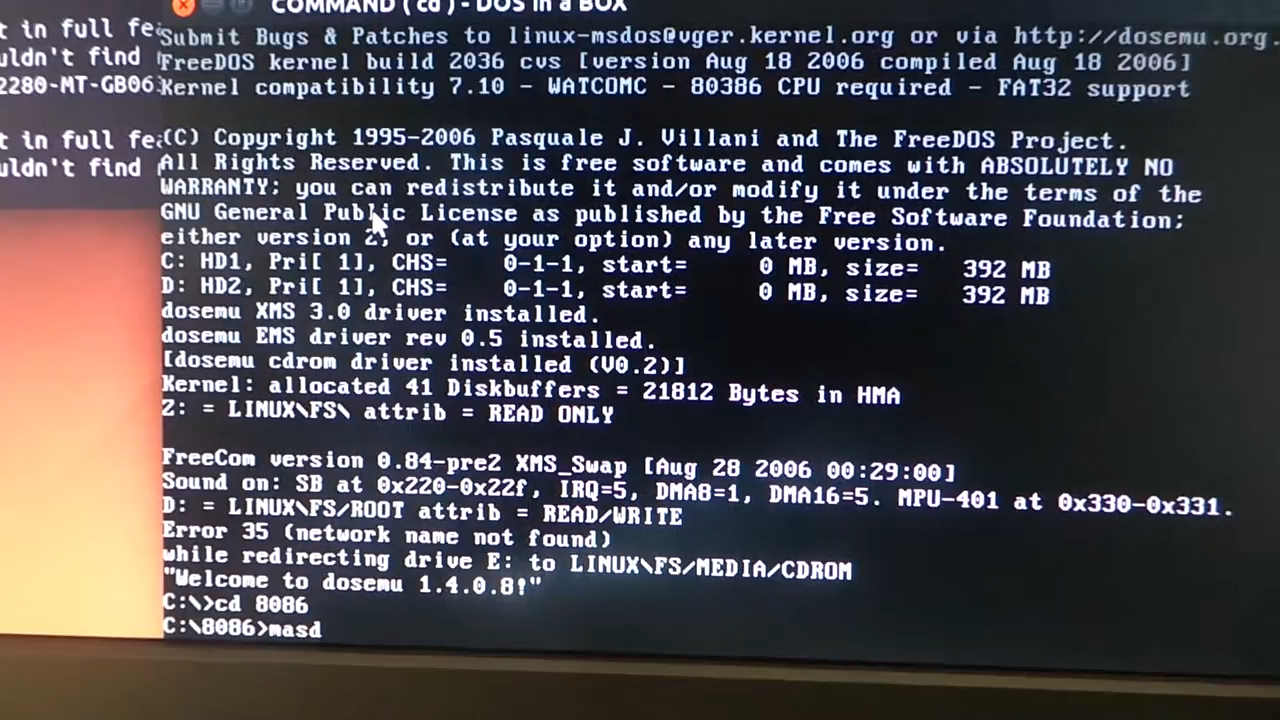 COMMAND ( cd ) - DOS in a BOX
t in full fea
uldn't find
2280-MT-GB06
t in full fea
uldn't find
Submit Bugs & Patches to linux-msdos@vger.kernel.org or via http://dosemu.org.
FreeDOS kernel build 2036 cvs [version Aug 18 2006 compiled Aug 18 2006]
Kernel compatibility 7.10 - WATCOMC - 80386 CPU required - FAT32 support
(C) Copyright 1995-2006 Pasquale J. Villani and The FreeDOS Project.
All Rights Reserved. This is free software and comes with ABSOLUTELY NO
WARRANTY; you can redistribute it and/or modify it under the terms of the
GNU General Public License as published by the Free Software Foundation;
either version 2, or (at your option) any later version.
C: HD1, Pri[ 1], CHS=    0-1-1, start=    0 MB, size=   392 MB
D: HD2, Pri[ 1], CHS=    0-1-1, start=    0 MB, size=   392 MB
dosemu XMS 3.0 driver installed.
dosemu EMS driver rev 0.5 installed.
[dosemu cdrom driver installed (V0.2)]
Kernel: allocated 41 Diskbuffers = 21812 Bytes in HMA
Z: = LINUX\FS\ attrib = READ ONLY
FreeCom version 0.84-pre2 XMS_Swap [Aug 28 2006 00:29:00]
Sound on: SB at 0x220-0x22f, IRQ=5, DMA8=1, DMA16=5. MPU-401 at 0x330-0x331.
D: = LINUX\FS/ROOT attrib = READ/WRITE
Error 35 (network name not found)
while redirecting drive E: to LINUX\FS/MEDIA/CDROM
"Welcome to dosemu 1.4.0.8!"
C:\>cd 8086
C:\8086>masd